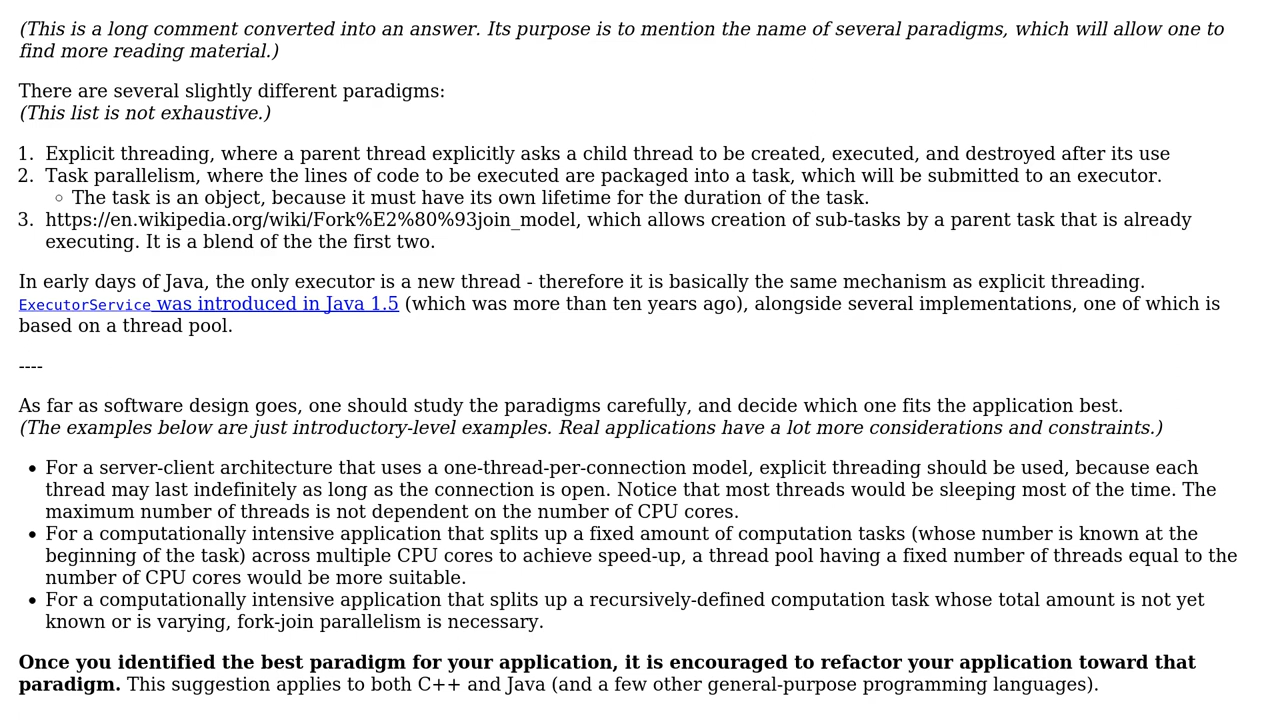 (This is a long comment converted into an answer. Its purpose is to mention the name of several paradigms, which will allow one to
find more reading material.)
There are several slightly different paradigms:
(This list is not exhaustive.)
1. Explicit threading, where a parent thread explicitly asks a child thread to be created, executed, and destroyed after its use
2. Task parallelism, where the lines of code to be executed are packaged into a task, which will be submitted to an executor.
◦ The task is an object, because it must have its own lifetime for the duration of the task.
3. https://en.wikipedia.org/wiki/Fork%E2%80%93join_model, which allows creation of sub-tasks by a parent task that is already
executing. It is a blend of the the first two.
In early days of Java, the only executor is a new thread - therefore it is basically the same mechanism as explicit threading.
ExecutorService was introduced in Java 1.5 (which was more than ten years ago), alongside several implementations, one of which is
based on a thread pool.
----
As far as software design goes, one should study the paradigms carefully, and decide which one fits the application best.
(The examples below are just introductory-level examples. Real applications have a lot more considerations and constraints.)
• For a server-client architecture that uses a one-thread-per-connection model, explicit threading should be used, because each
thread may last indefinitely as long as the connection is open. Notice that most threads would be sleeping most of the time. The
maximum number of threads is not dependent on the number of CPU cores.
• For a computationally intensive application that splits up a fixed amount of computation tasks (whose number is known at the
beginning of the task) across multiple CPU cores to achieve speed-up, a thread pool having a fixed number of threads equal to the
number of CPU cores would be more suitable.
• For a computationally intensive application that splits up a recursively-defined computation task whose total amount is not yet
known or is varying, fork-join parallelism is necessary.
Once you identified the best paradigm for your application, it is encouraged to refactor your application toward that
paradigm. This suggestion applies to both C++ and Java (and a few other general-purpose programming languages).